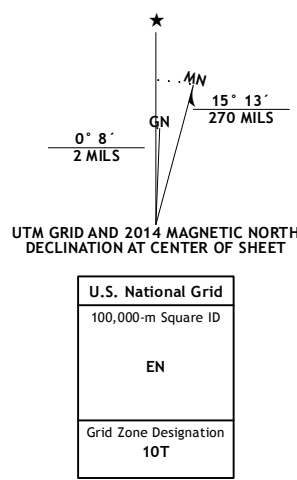 ★
MN
GN
15° 13´
270 MILS
0° 8´
2 MILS
UTM GRID AND 2014 MAGNETIC NORTH
DECLINATION AT CENTER OF SHEET
U.S. National Grid
100,000-m Square ID
EN
Grid Zone Designation
10T